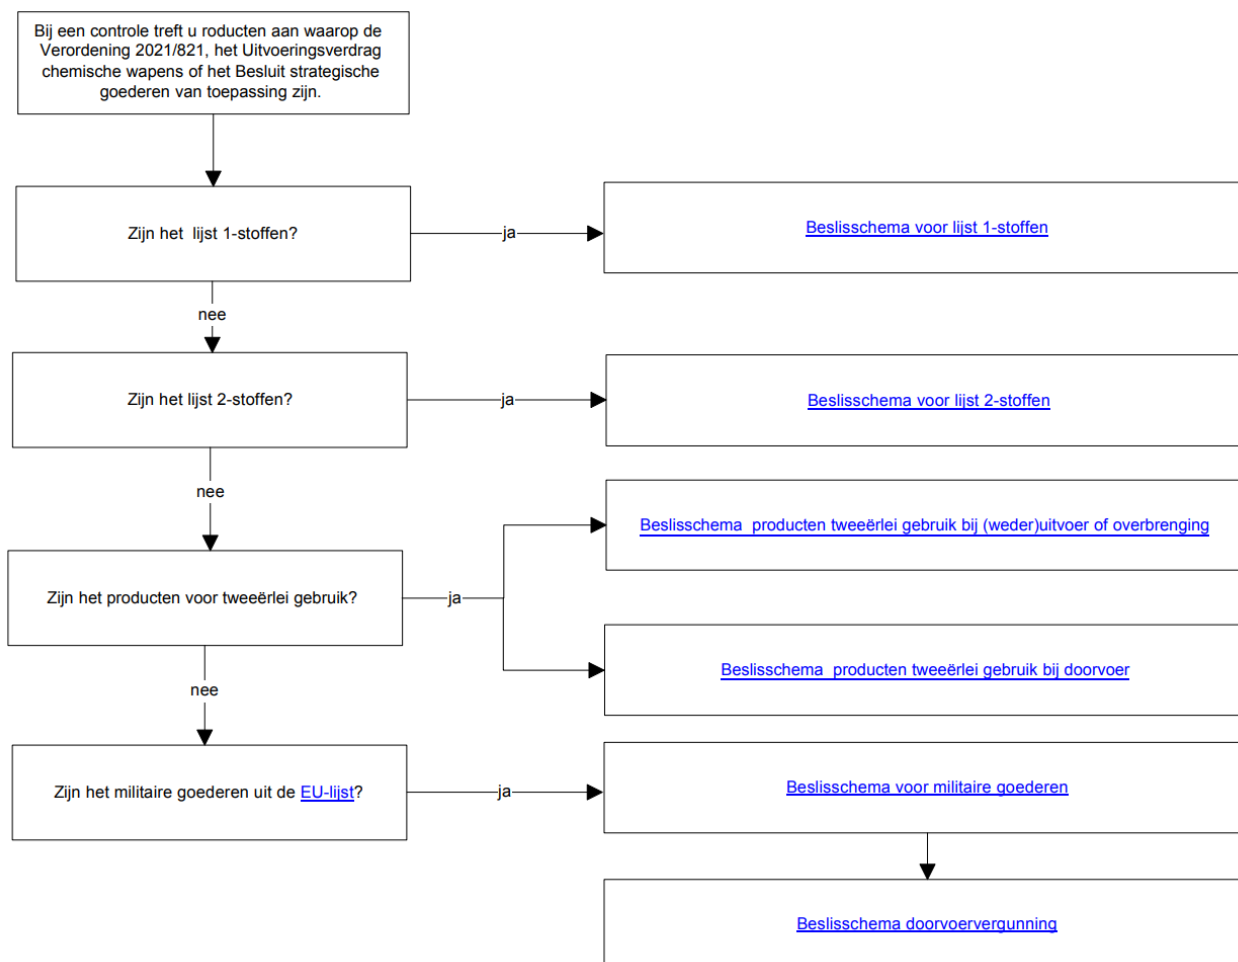 Bij een controle treft u roducten aan waarop de
Verordening 2021/821, het Uitvoeringsverdrag
chemische wapens of het Besluit strategische
goederen van toepassing zijn.
Zijn het lijst 1-stoffen?
ja
Beslisschema voor lijst 1-stoffen
nee
Zijn het lijst 2-stoffen?
ja
Beslisschema voor lijst 2-stoffen
nee
Beslisschema producten tweeërlei gebruik bij (weder)uitvoer of overbrenging
Zijn het producten voor tweeërlei gebruik?
ja
Beslisschema producten tweeërlei gebruik bij doorvoer
nee
Zijn het militaire goederen uit de EU-lijst?
ja
Beslisschema voor militaire goederen
Beslisschema doorvoervergunning